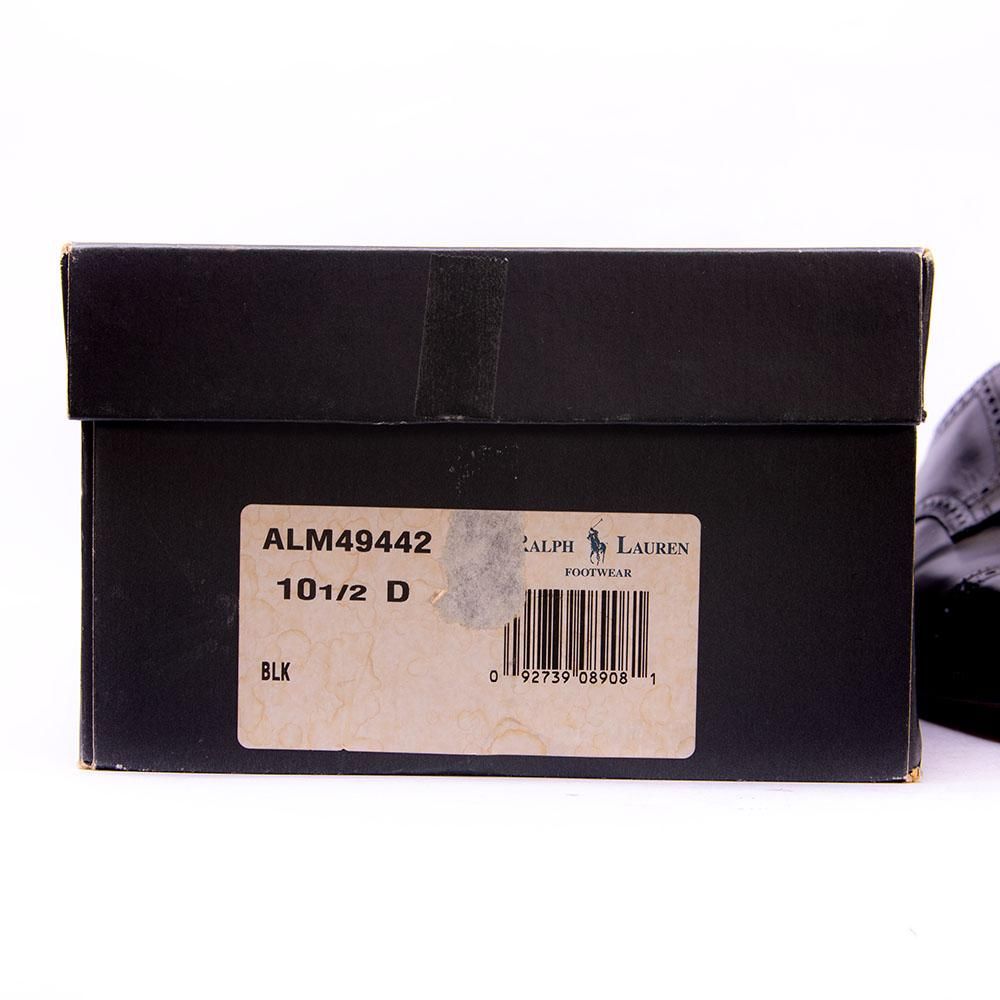 ALM49442
RALPH LAUREN
FOOTWEAR
10 1/2 D
BLK
0 92739 08908 1